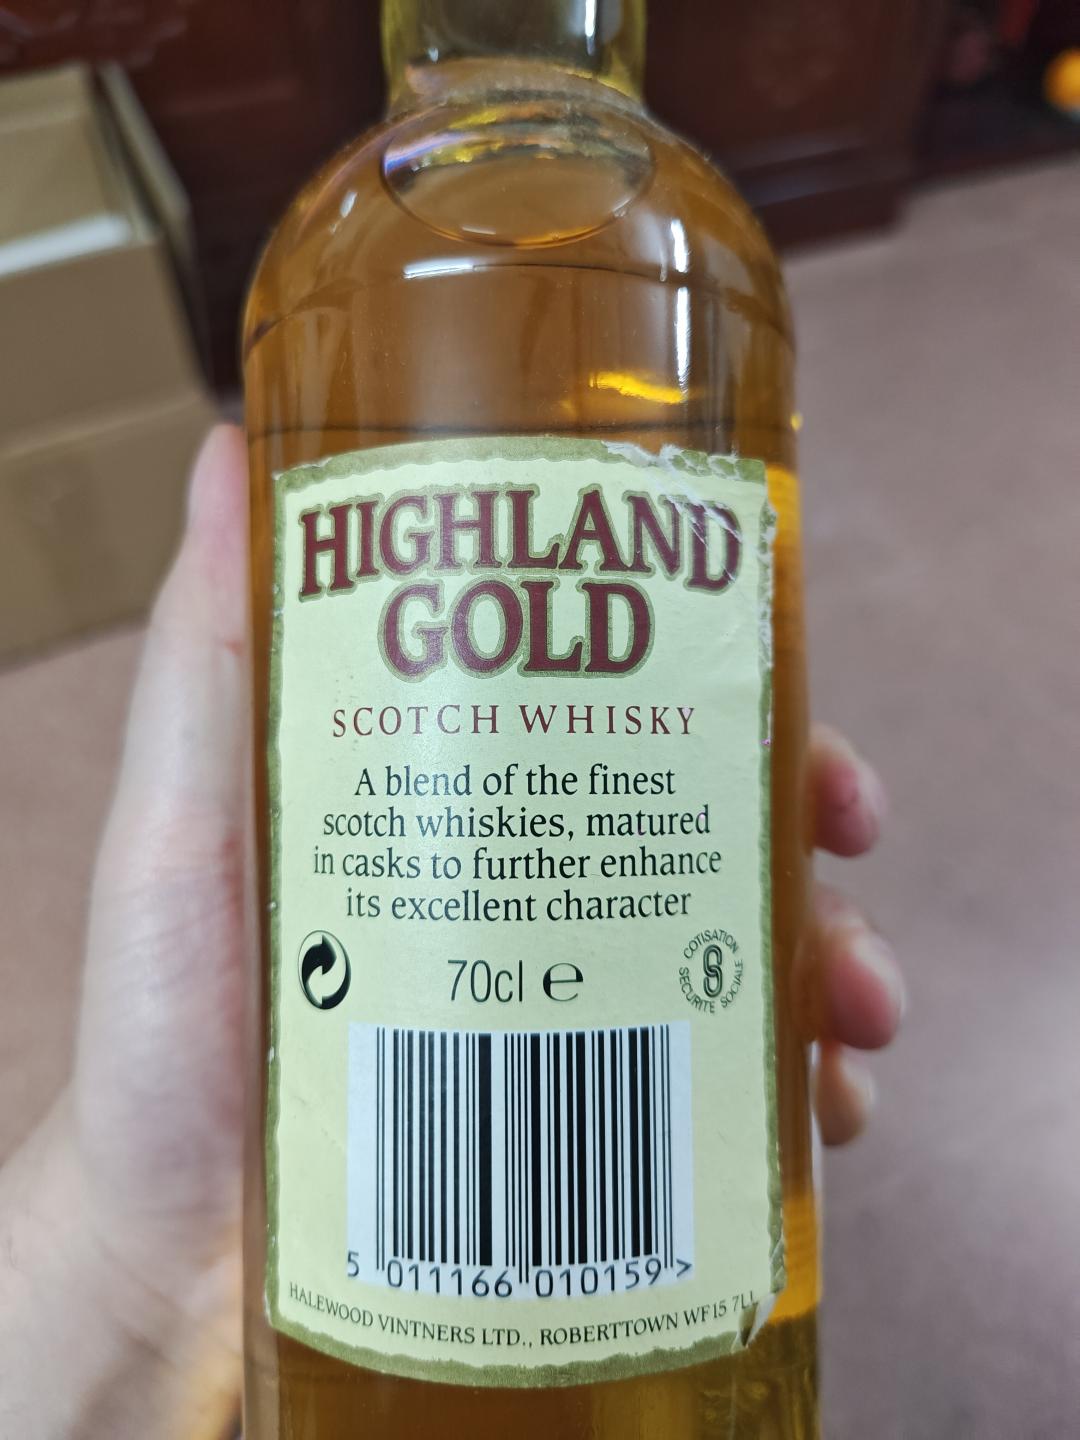 HIGHLAND
GOLD
SCOTCH WHISKY
A blend of the finest
scotch whiskies, matured
in casks to further enhance
its excellent character
70cl e
COTISATION SECURITE SOCIALE
5 011166 010159 >
HALEWOOD VINTNERS LTD., ROBERTTOWN WF15 7LL